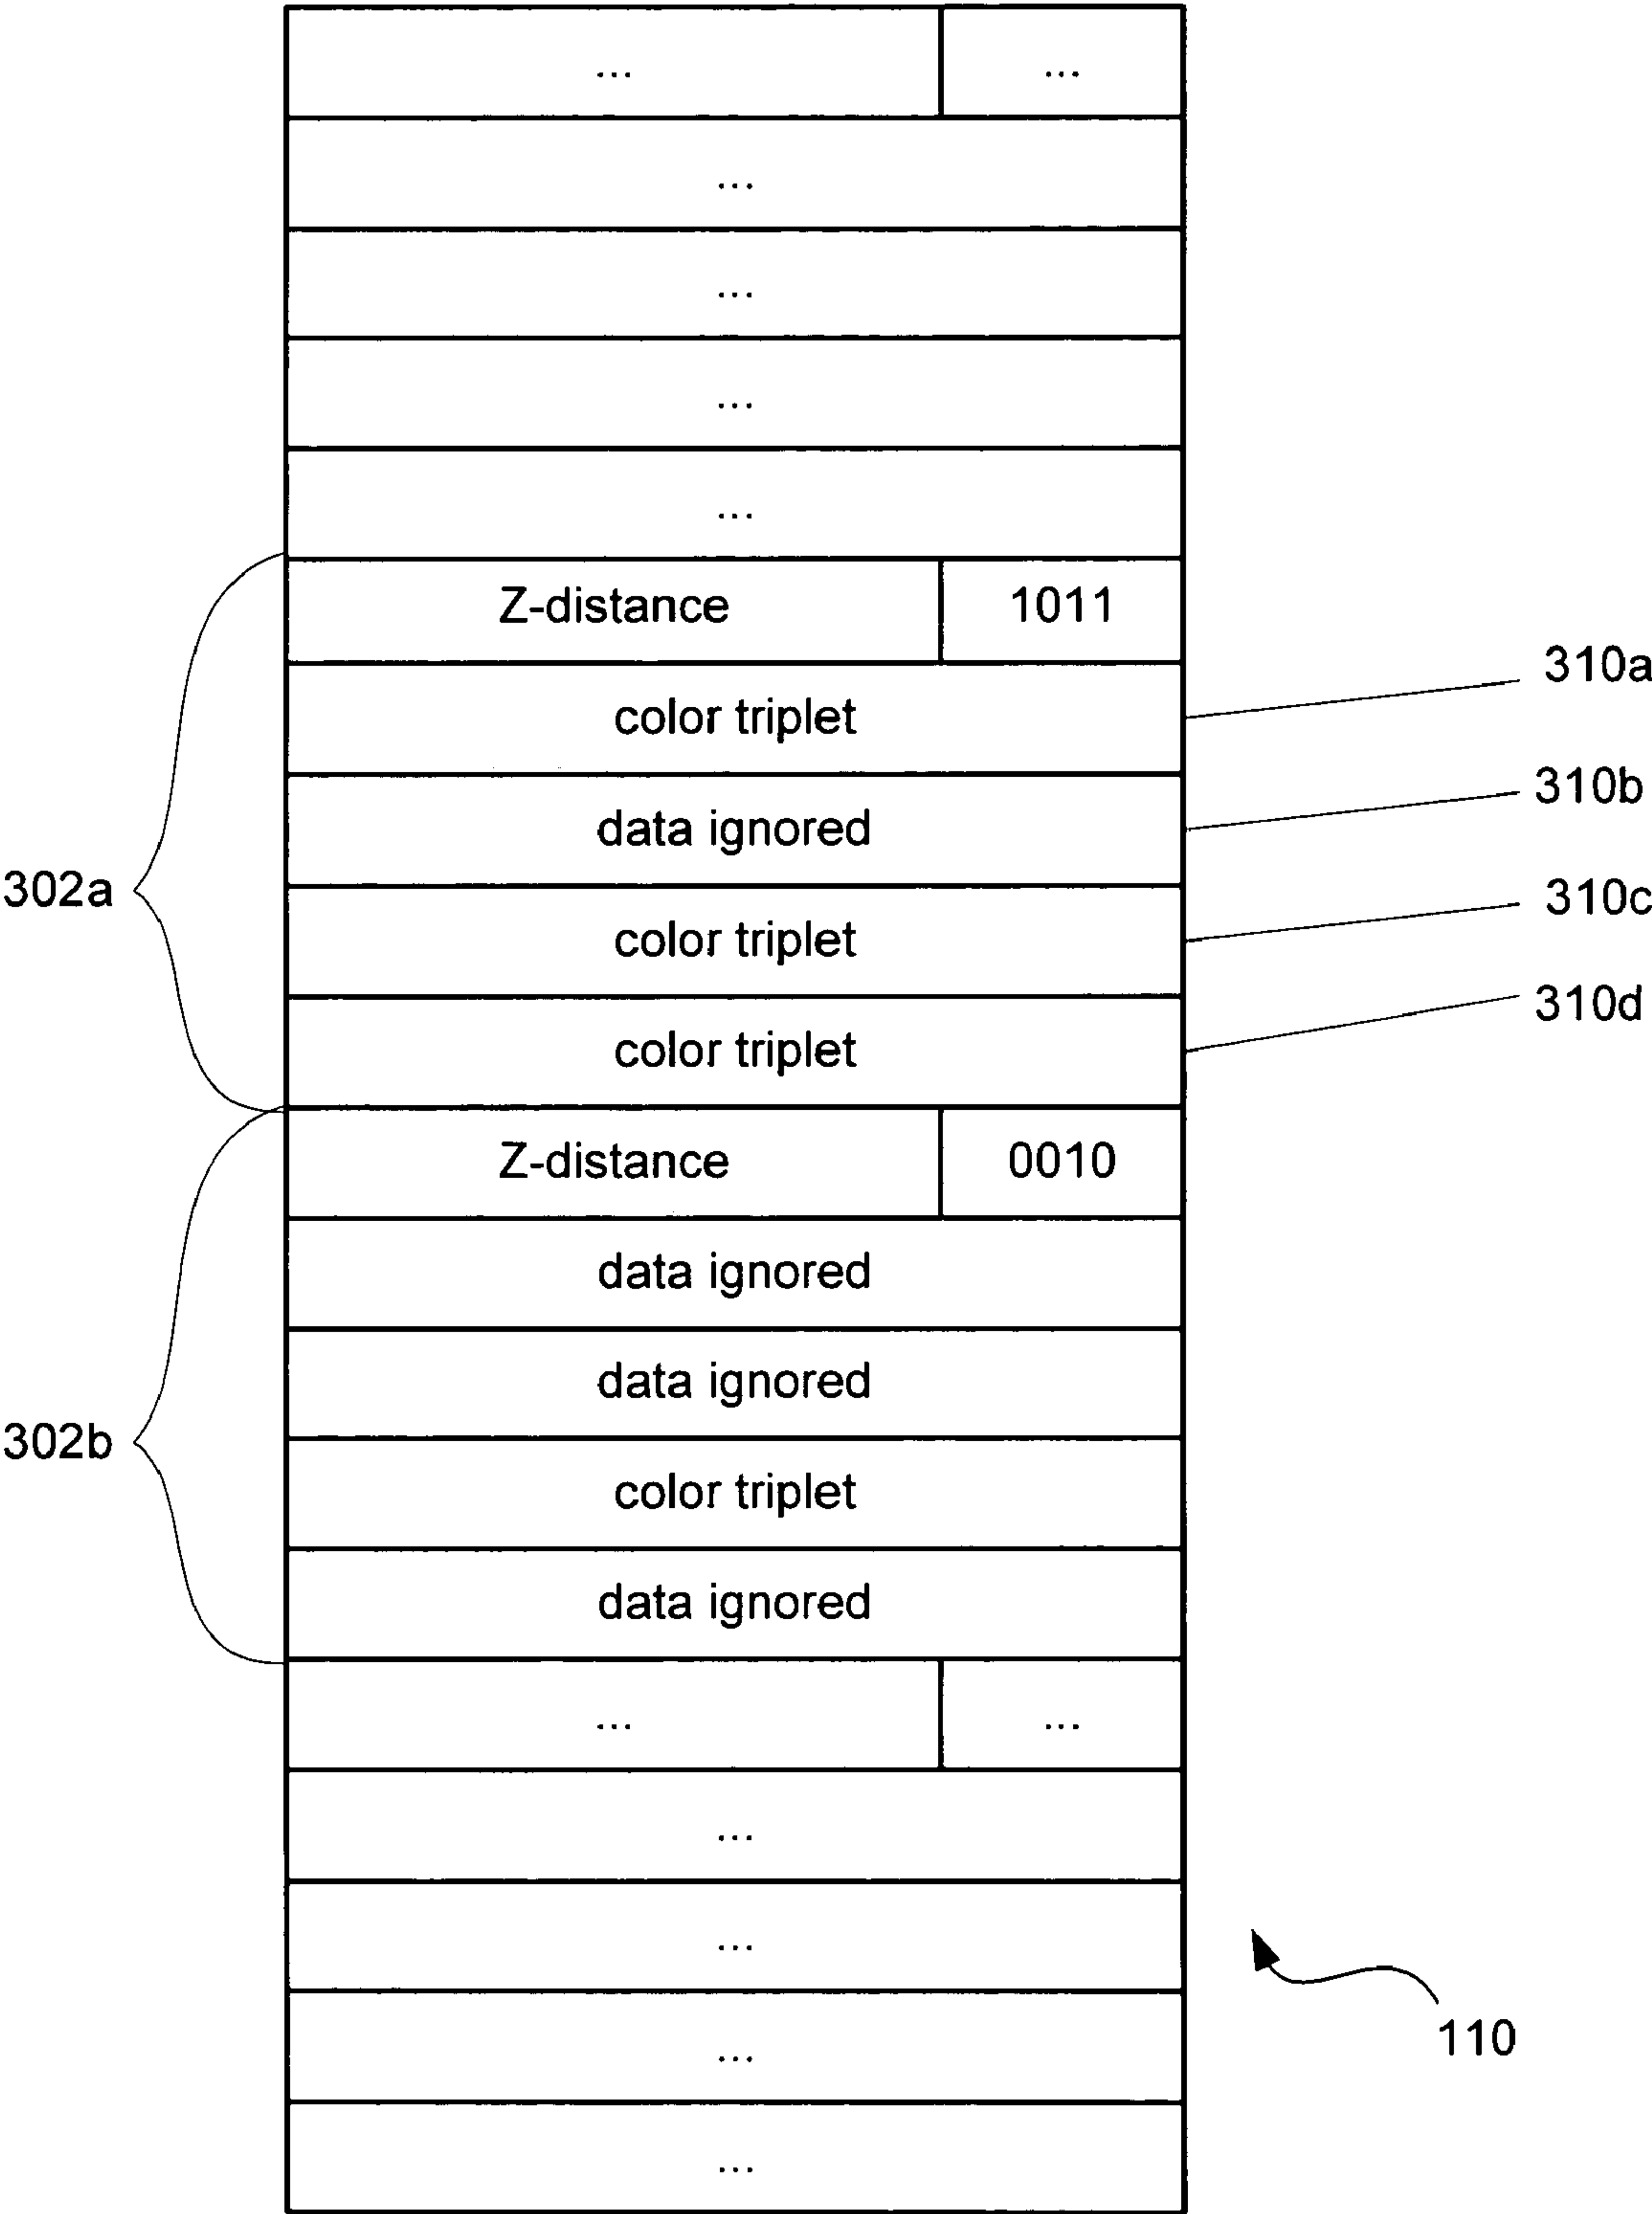 ... ...
...
...
...
...
Z-distance 1011
310a
color triplet
310b
data ignored
302a
310c
color triplet
310d
color triplet
Z-distance 0010
data ignored
data ignored
302b
color triplet
data ignored
... ...
...
...
...
...
110